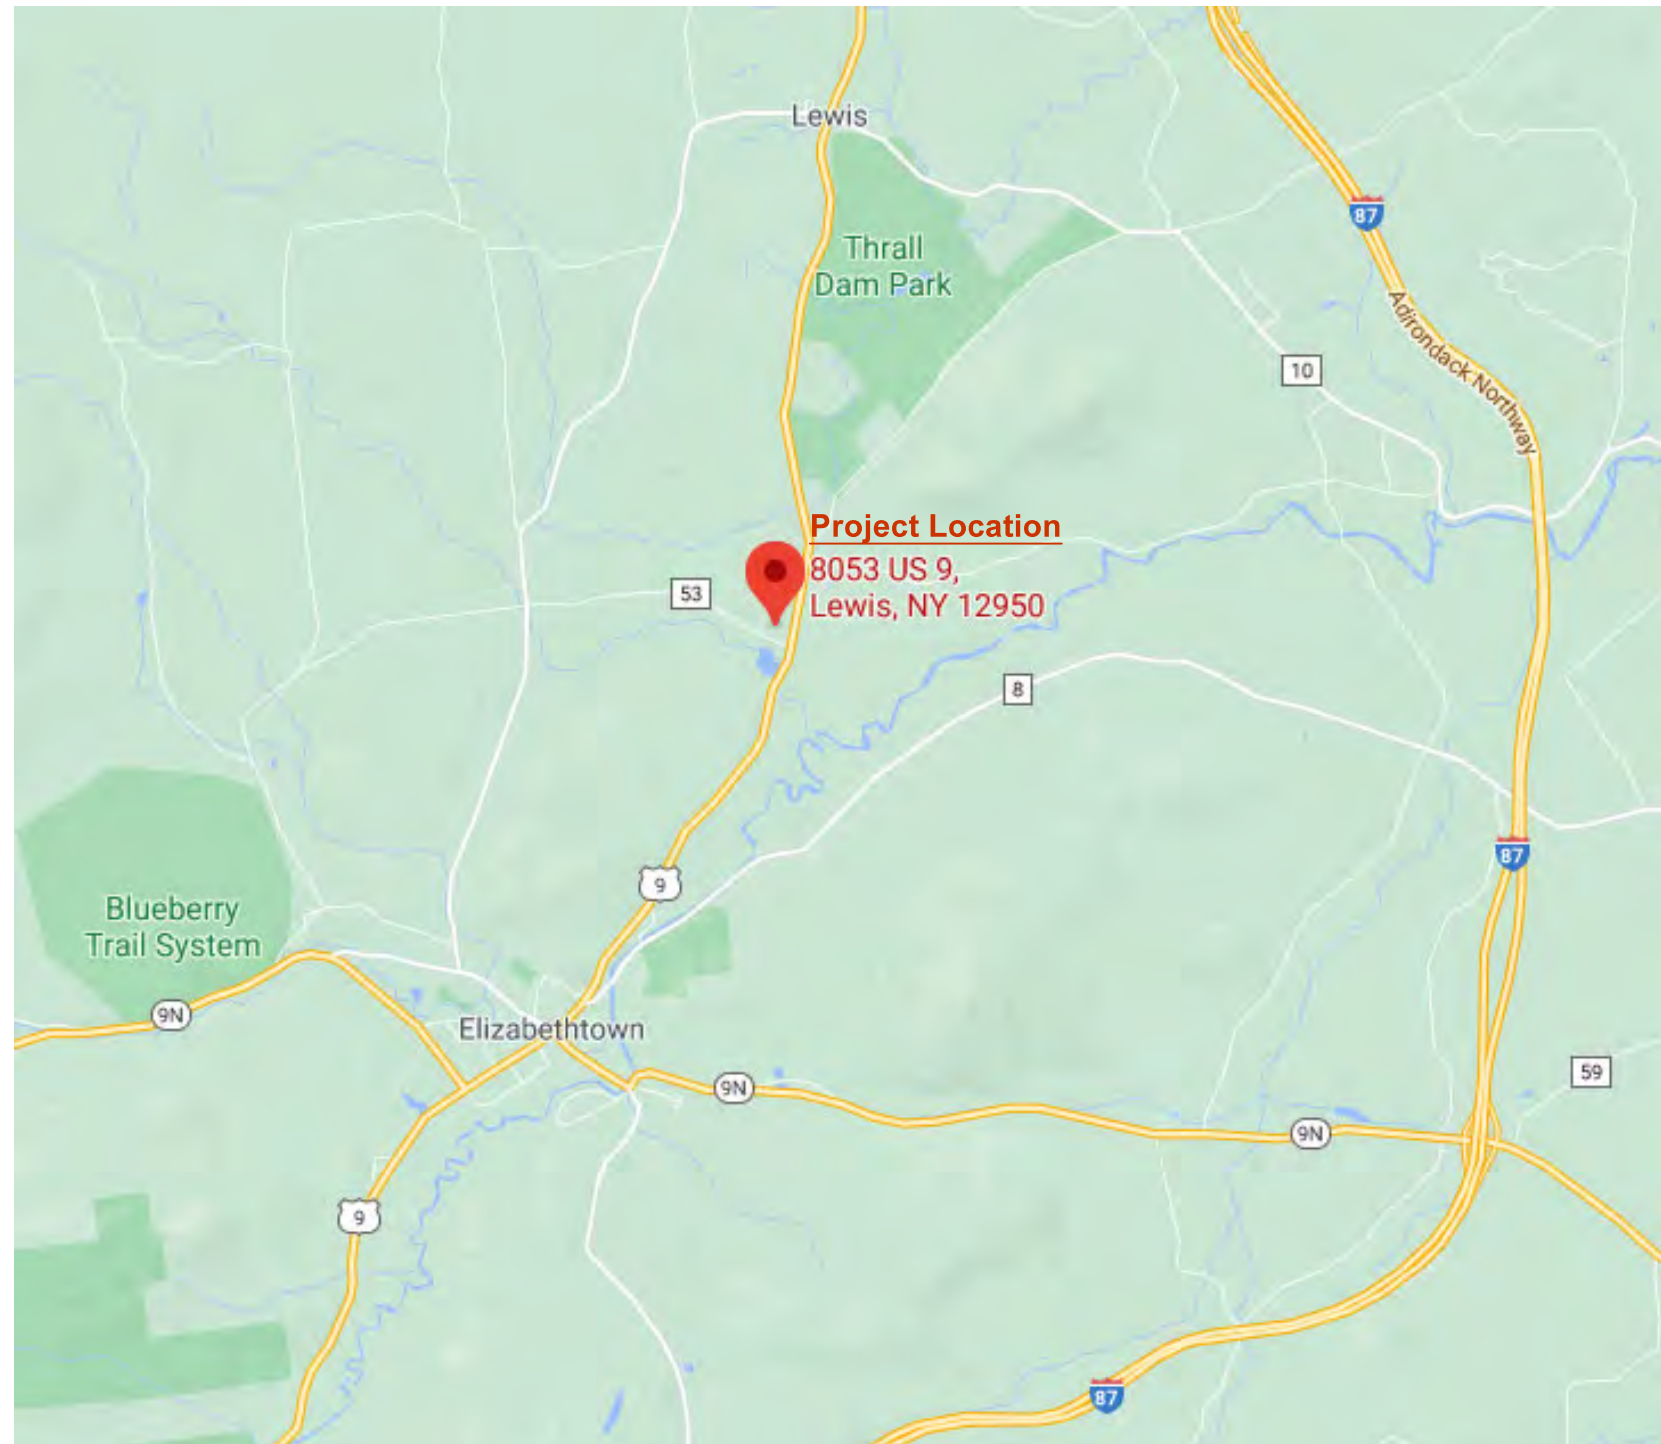 Lewis
87
Thrall
Dam Park
Adirondack Northway
10
Project Location
8053 US 9,
Lewis, NY 12950
53
8
9
87
Blueberry
Trail System
9N
Elizabethtown
9N
59
9N
9
87